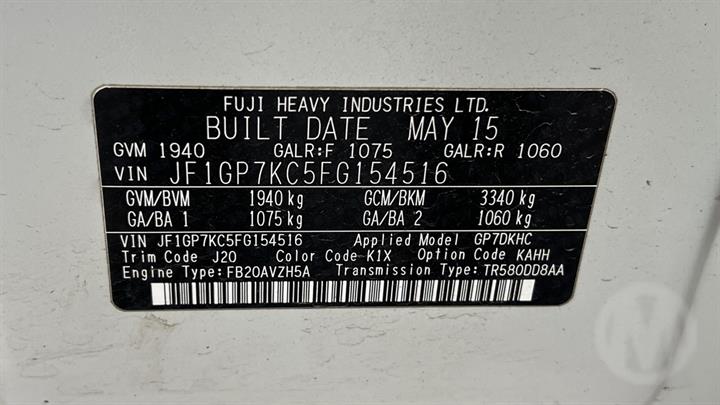 FUJI HEAVY INDUSTRIES LTD.
BUILT DATE MAY 15
GVM 1940 GALR:F 1075 GALR:R 1060
VIN JF1GP7KC5FG154516
GVM/BVM 1940 kg GCM/BKM 3340 kg
GA/BA 1 1075 kg GA/BA 2 1060 kg
VIN JF1GP7KC5FG154516 Applied Model GP7DKHC
Trim Code J20 Color Code K1X Option Code KAHH
Engine Type:FB20AVZH5A Transmission Type:TR580DD8AA
M